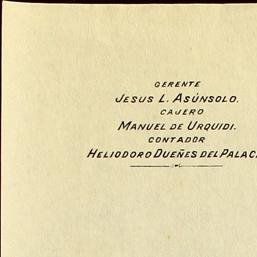 GERENTE
JESUS L. ASÚNSOLO.
CAJERO
MANUEL DE URQUIDI.
CONTADOR
HELIODORO DUEÑES DEL PALAC